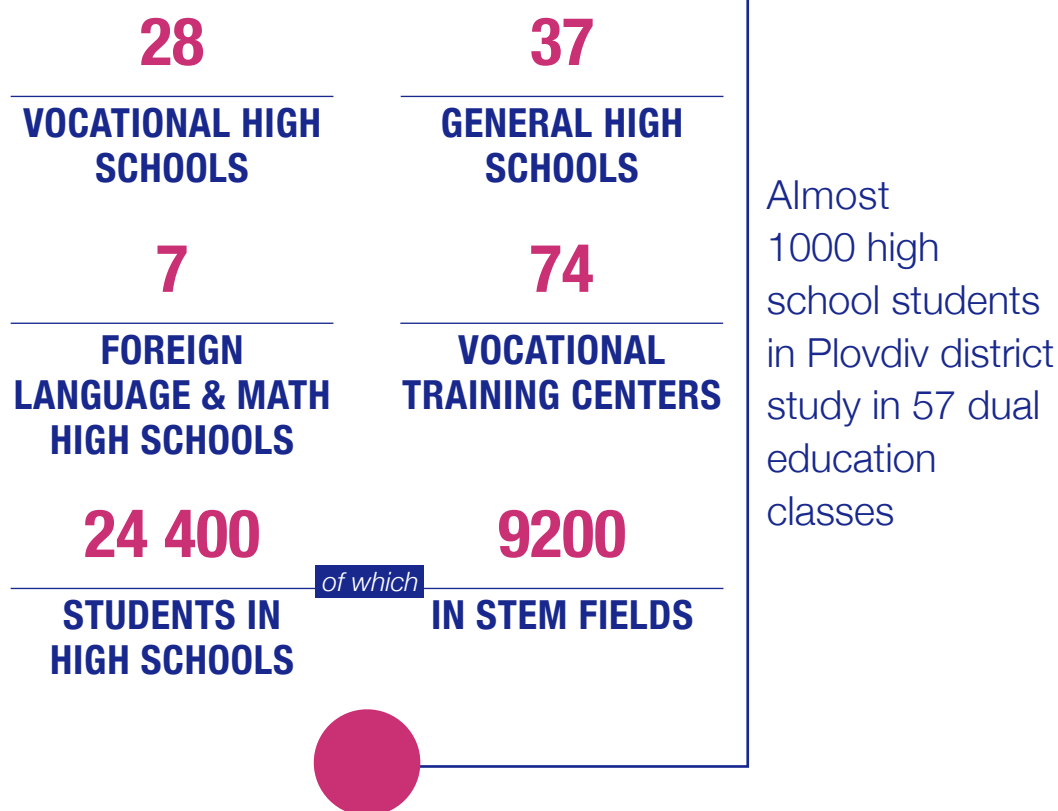 28
VOCATIONAL HIGH
SCHOOLS
37
GENERAL HIGH
SCHOOLS
7
FOREIGN
LANGUAGE & MATH
HIGH SCHOOLS
74
VOCATIONAL
TRAINING CENTERS
24 400
STUDENTS IN
HIGH SCHOOLS
of which
9200
IN STEM FIELDS
Almost
1000 high
school students
in Plovdiv district
study in 57 dual
education
classes